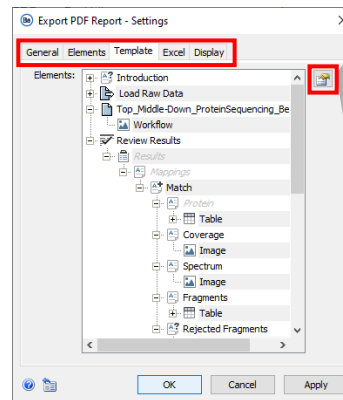 Export PDF Report - Settings
General Elements Template Excel Display
Elements:
Introduction
Load Raw Data
Top_Middle-Down_ProteinSequencing_Be
Workflow
Review Results
Results
Mappings
Match
Protein
Table
Coverage
Image
Spectrum
Image
Fragments
Table
Rejected Fragments
OK Cancel Apply